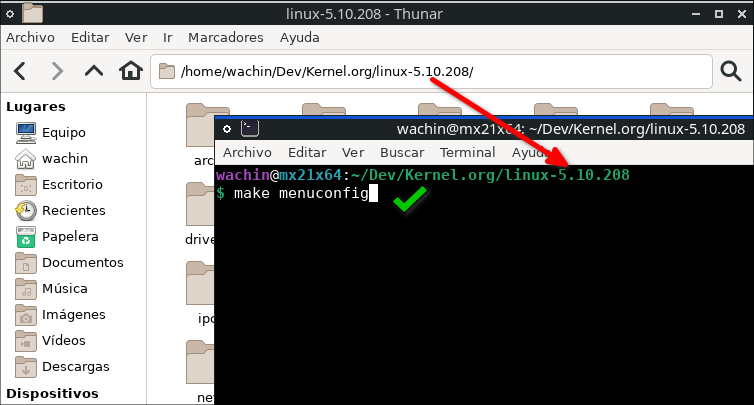 linux-5.10.208 - Thunar
Archivo Editar Ver Ir Marcadores Ayuda
/home/wachin/Dev/Kernel.org/linux-5.10.208/
Lugares
Equipo
wachin
Escritorio
Recientes
Papelera
Documentos
Música
Imágenes
Vídeos
Descargas
Dispositivos
arc
drive
ipc
net
wachin@mx21x64: ~/Dev/Kernel.org/linux-5.10.208
Archivo Editar Ver Buscar Terminal Ayuda
wachin@mx21x64:~/Dev/Kernel.org/linux-5.10.208
$ make menuconfig